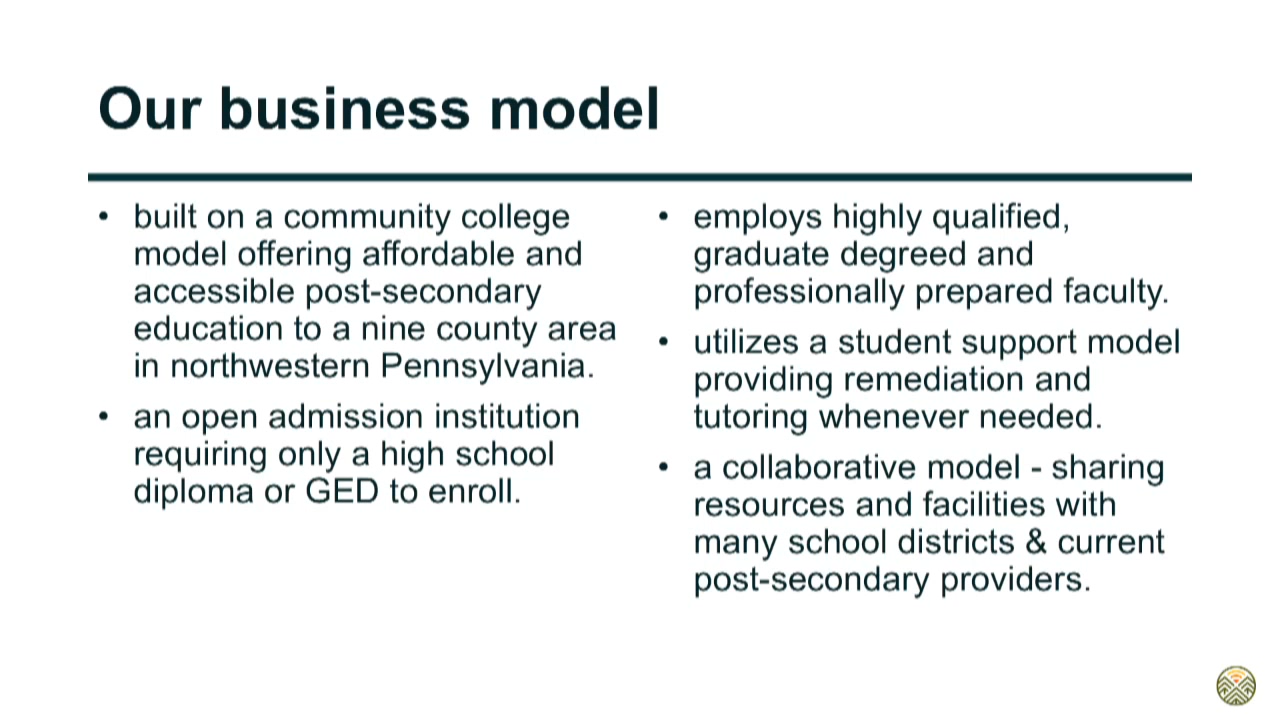 Our business model
• built on a community college
model offering affordable and
accessible post-secondary
education to a nine county area
in northwestern Pennsylvania.
• an open admission institution
requiring only a high school
diploma or GED to enroll.
• employs highly qualified,
graduate degreed and
professionally prepared faculty.
• utilizes a student support model
providing remediation and
tutoring whenever needed.
• a collaborative model - sharing
resources and facilities with
many school districts & current
post-secondary providers.